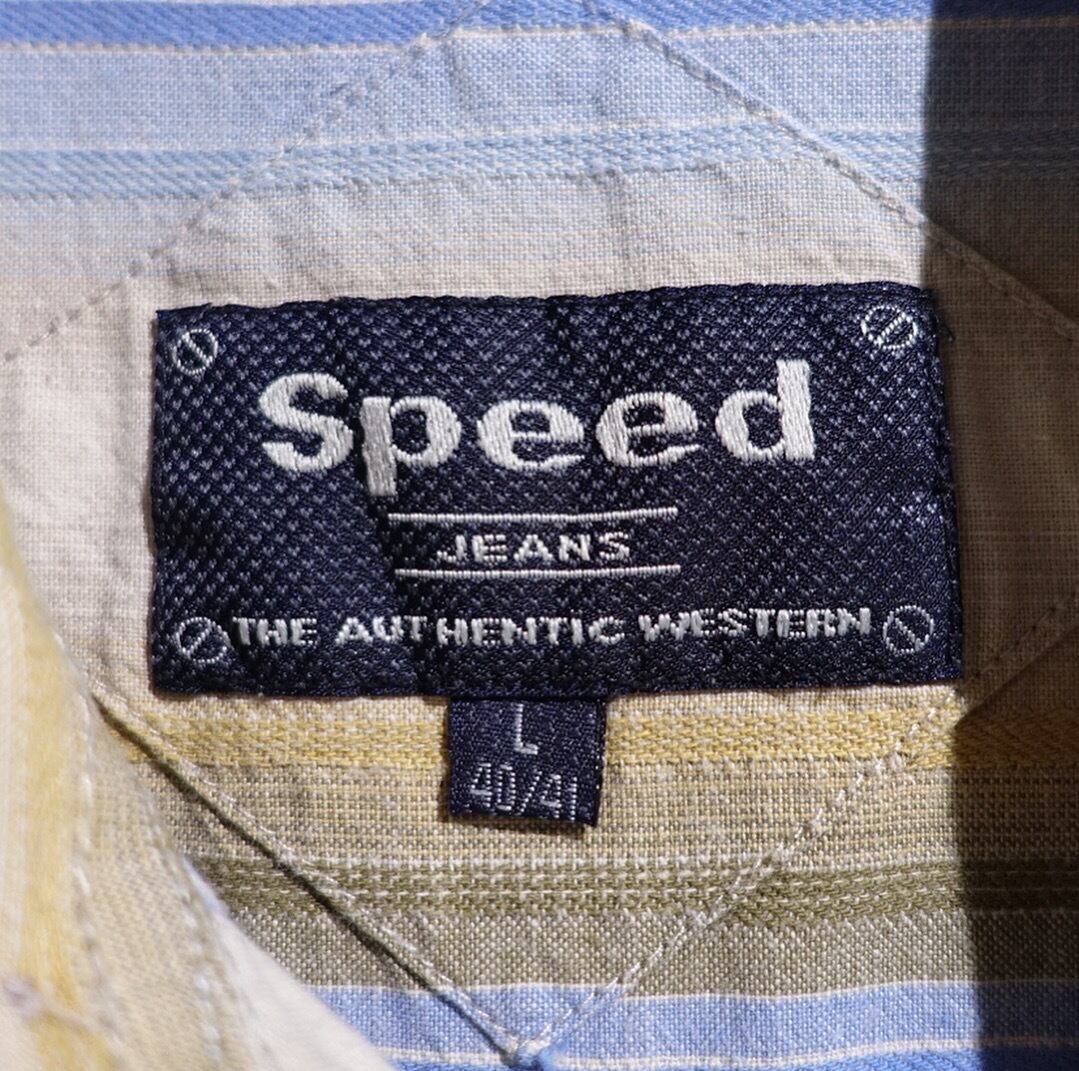 Speed
JEANS
THE AUTHENTIC WESTERN
L
40/41